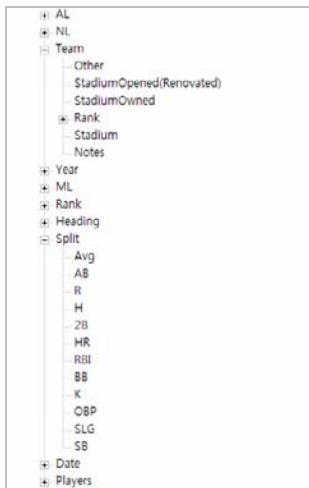 AL
NL
Team
Other
StadiumOpened(Renovated)
StadiumOwned
Rank
Stadium
Notes
Year
ML
Rank
Heading
Split
Avg
AB
R
H
2B
HR
RBI
BB
K
OBP
SLG
SB
Date
Players